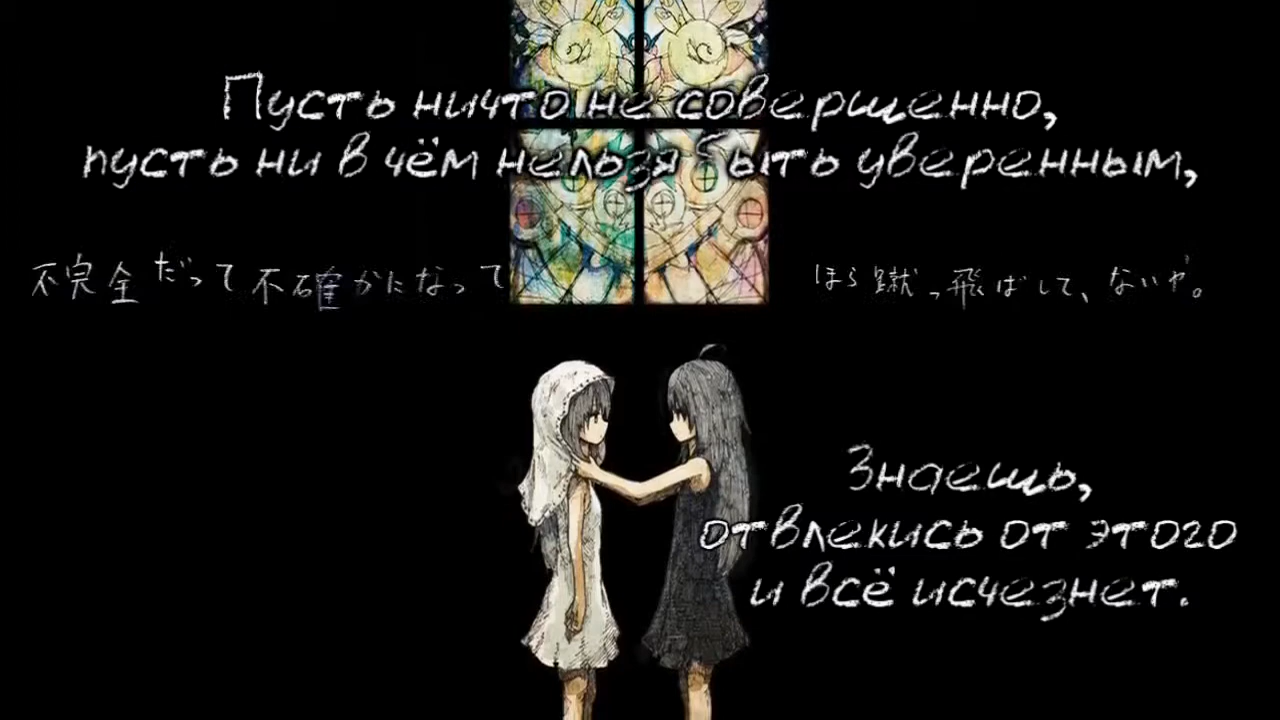 Пусть ничто не совершенно,
пусть ни в чём нельзя быть уверенным,
不完全だって不確かになって ほら蹴っ飛ばして、ないや。
Знаешь,
отвлекись от этого
и всё исчезнет.